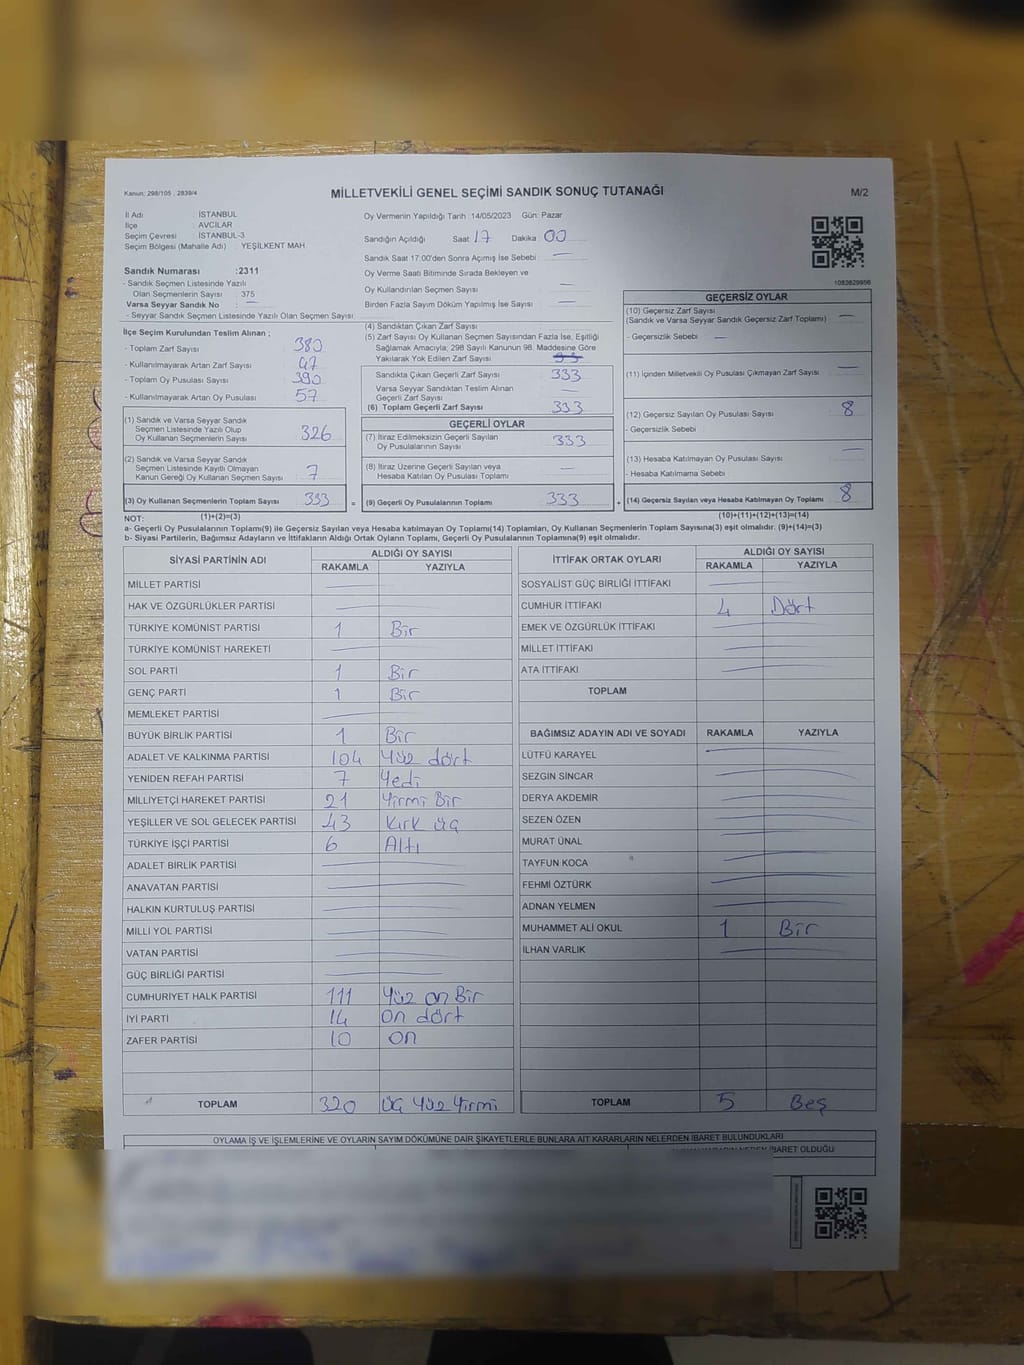 Kanun: 298/105 . 2839/4
MİLLETVEKİLİ GENEL SEÇİMİ SANDIK SONUÇ TUTANAĞI
M/2
İl Adı : İSTANBUL
İlçe : AVCILAR
Seçim Çevresi : İSTANBUL-3
Seçim Bölgesi (Mahalle Adı) : YEŞİLKENT MAH
Sandık Numarası :2311
- Sandık Seçmen Listesinde Yazılı
Olan Seçmenlerin Sayısı : 375
Varsa Seyyar Sandık No : —
- Seyyar Sandık Seçmen Listesinde Yazılı Olan Seçmen Sayısı:
Oy Vermenin Yapıldığı Tarih :14/05/2023 Gün: Pazar
Sandığın Açıldığı Saat 17 Dakika 00
Sandık Saat 17:00'den Sonra Açılmış İse Sebebi —
Oy Verme Saati Bitiminde Sırada Bekleyen ve
Oy Kullandırılan Seçmen Sayısı —
Birden Fazla Sayım Döküm Yapılmış İse Sayısı —
1083829956
İlçe Seçim Kurulundan Teslim Alınan ;
- Toplam Zarf Sayısı 380
- Kullanılmayarak Artan Zarf Sayısı 47
- Toplam Oy Pusulası Sayısı 390
- Kullanılmayarak Artan Oy Pusulası 57
(1) Sandık ve Varsa Seyyar Sandık
Seçmen Listesinde Yazılı Olup
Oy Kullanan Seçmenlerin Sayısı 326
(2) Sandık ve Varsa Seyyar Sandık
Seçmen Listesinde Kayıtlı Olmayan
Kanun Gereği Oy Kullanan Seçmen Sayısı 7
(3) Oy Kullanan Seçmenlerin Toplam Sayısı 333 =
(1)+(2)=(3)
(4) Sandıktan Çıkan Zarf Sayısı
(5) Zarf Sayısı Oy Kullanan Seçmen Sayısından Fazla İse, Eşitliği
Sağlamak Amacıyla; 298 Sayılı Kanunun 98. Maddesine Göre
Yakılarak Yok Edilen Zarf Sayısı
Sandıkta Çıkan Geçerli Zarf Sayısı 333
Varsa Seyyar Sandıktan Teslim Alınan
Geçerli Zarf Sayısı —
(6) Toplam Geçerli Zarf Sayısı 333
GEÇERLİ OYLAR
(7) İtiraz Edilmeksizin Geçerli Sayılan
Oy Pusulalarının Sayısı 333
(8) İtiraz Üzerine Geçerli Sayılan veya
Hesaba Katılan Oy Pusulası Toplamı —
(9) Geçerli Oy Pusulalarının Toplamı 333 +
GEÇERSİZ OYLAR
(10) Geçersiz Zarf Sayısı
(Sandık ve Varsa Seyyar Sandık Geçersiz Zarf Toplamı) —
- Geçersizlik Sebebi —
(11) İçinden Milletvekili Oy Pusulası Çıkmayan Zarf Sayısı —
(12) Geçersiz Sayılan Oy Pusulası Sayısı 8
- Geçersizlik Sebebi
(13) Hesaba Katılmayan Oy Pusulası Sayısı —
- Hesaba Katılmama Sebebi
(14) Geçersiz Sayılan veya Hesaba Katılmayan Oy Toplamı 8
(10)+(11)+(12)+(13)=(14)
NOT:
a- Geçerli Oy Pusulalarının Toplamı(9) ile Geçersiz Sayılan veya Hesaba katılmayan Oy Toplamı(14) Toplamları, Oy Kullanan Seçmenlerin Toplam Sayısına(3) eşit olmalıdır. (9)+(14)=(3)
b- Siyasi Partilerin, Bağımsız Adayların ve İttifakların Aldığı Ortak Oyların Toplamı, Geçerli Oy Pusulalarının Toplamına(9) eşit olmalıdır.
SİYASİ PARTİNİN ADI ALDIĞI OY SAYISI
RAKAMLA YAZIYLA
MİLLET PARTİSİ —
HAK VE ÖZGÜRLÜKLER PARTİSİ —
TÜRKİYE KOMÜNİST PARTİSİ 1 Bir
TÜRKİYE KOMÜNİST HAREKETİ —
SOL PARTİ 1 Bir
GENÇ PARTİ 1 Bir
MEMLEKET PARTİSİ —
BÜYÜK BİRLİK PARTİSİ 1 Bir
ADALET VE KALKINMA PARTİSİ 104 Yüz dört
YENİDEN REFAH PARTİSİ 7 Yedi
MİLLİYETÇİ HAREKET PARTİSİ 21 Yirmi Bir
YEŞİLLER VE SOL GELECEK PARTİSİ 43 Kırk üç
TÜRKİYE İŞÇİ PARTİSİ 6 Altı
ADALET BİRLİK PARTİSİ —
ANAVATAN PARTİSİ —
HALKIN KURTULUŞ PARTİSİ —
MİLLİ YOL PARTİSİ —
VATAN PARTİSİ —
GÜÇ BİRLİĞİ PARTİSİ —
CUMHURİYET HALK PARTİSİ 111 Yüz on Bir
İYİ PARTİ 14 On dört
ZAFER PARTİSİ 10 on
TOPLAM 320 Üç Yüz Yirmi
İTTİFAK ORTAK OYLARI ALDIĞI OY SAYISI
RAKAMLA YAZIYLA
SOSYALİST GÜÇ BİRLİĞİ İTTİFAKI —
CUMHUR İTTİFAKI 4 Dört
EMEK VE ÖZGÜRLÜK İTTİFAKI —
MİLLET İTTİFAKI —
ATA İTTİFAKI —
TOPLAM
BAĞIMSIZ ADAYIN ADI VE SOYADI RAKAMLA YAZIYLA
LÜTFÜ KARAYEL —
SEZGİN SİNCAR —
DERYA AKDEMİR —
SEZEN ÖZEN —
MURAT ÜNAL —
TAYFUN KOCA —
FEHMİ ÖZTÜRK —
ADNAN YELMEN —
MUHAMMET ALİ OKUL 1 Bir
İLHAN VARLIK —
TOPLAM 5 Beş
OYLAMA İŞ VE İŞLEMLERİNE VE OYLARIN SAYIM DÖKÜMÜNE DAİR ŞİKAYETLERLE BUNLARA AİT KARARLARIN NELERDEN İBARET BULUNDUKLARI
İBARET OLDUĞU